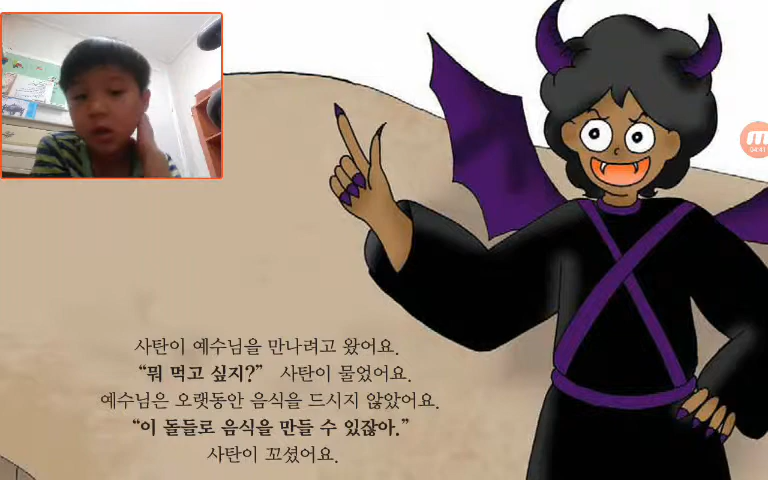 사탄이 예수님을 만나려고 왔어요.
“뭐 먹고 싶지?” 사탄이 물었어요.
예수님은 오랫동안 음식을 드시지 않았어요.
“이 돌들로 음식을 만들 수 있잖아.”
사탄이 꼬셨어요.